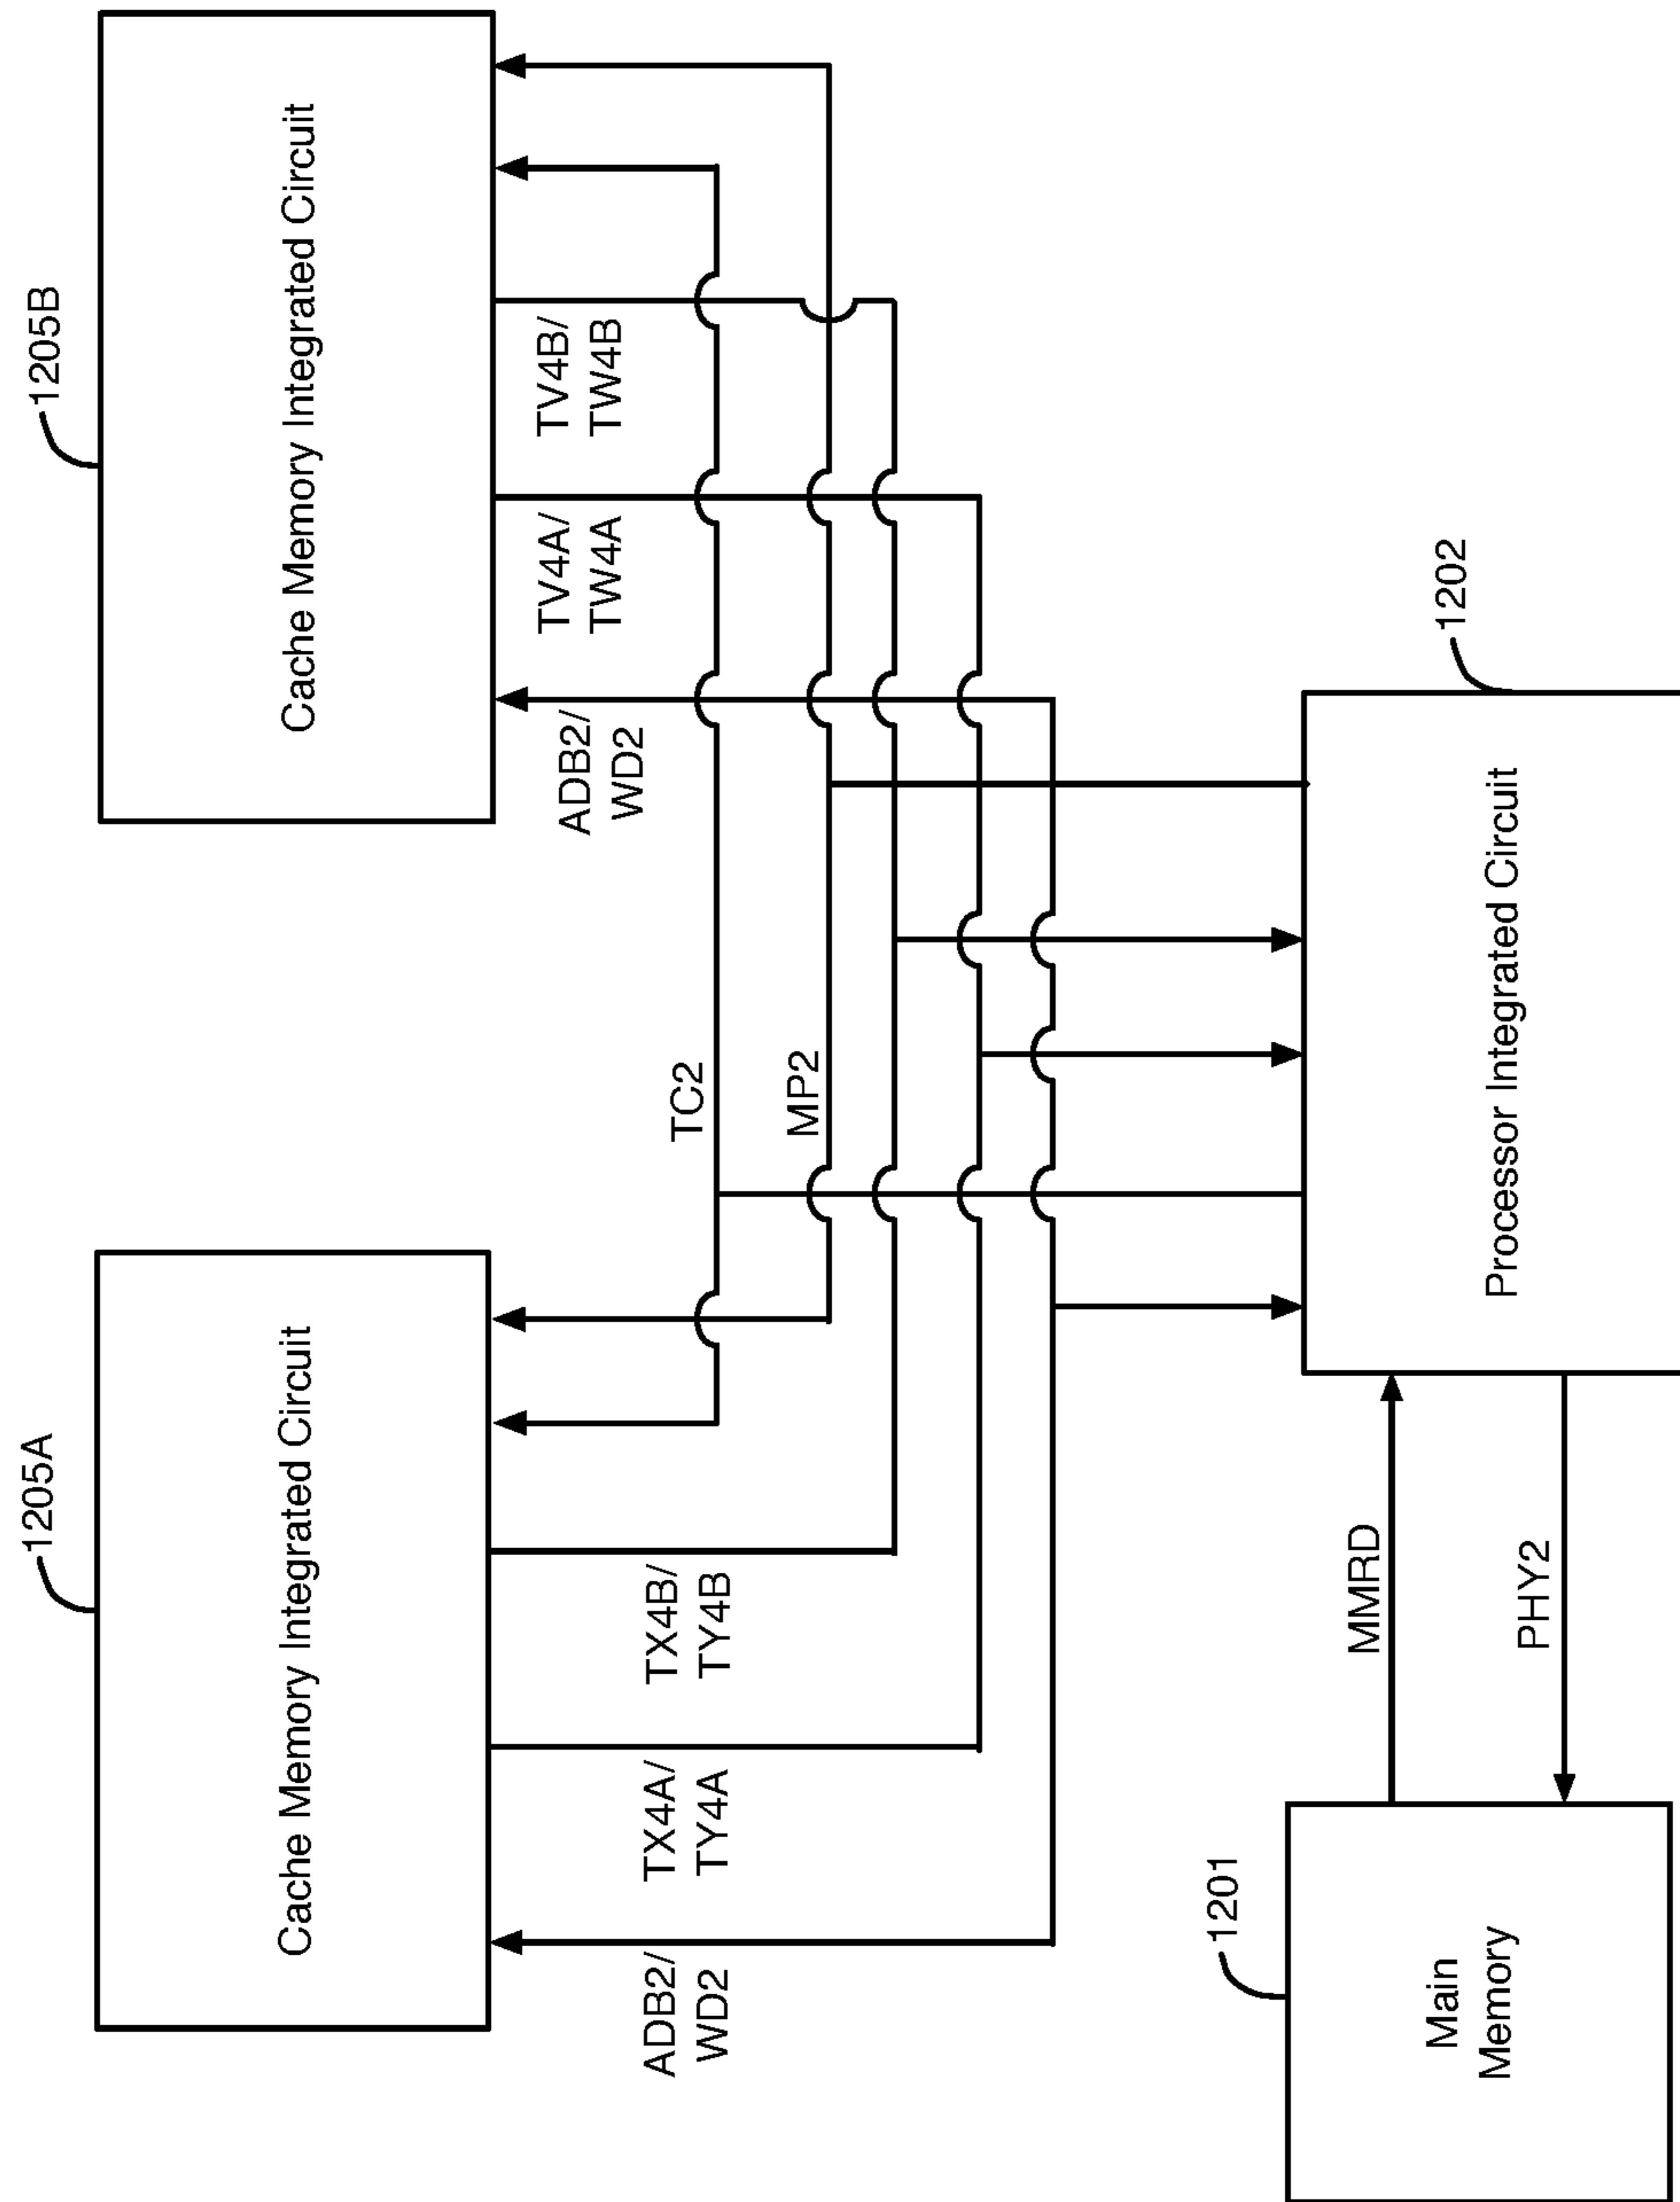 1205A
Cache Memory Integrated Circuit
1205B
Cache Memory Integrated Circuit
ADB2/
WD2
TX4A/
TY4A
TX4B/
TY4B
TC2
MP2
ADB2/
WD2
TV4A/
TW4A
TV4B/
TW4B
1201
Main
Memory
MMRD
PHY2
1202
Processor Integrated Circuit